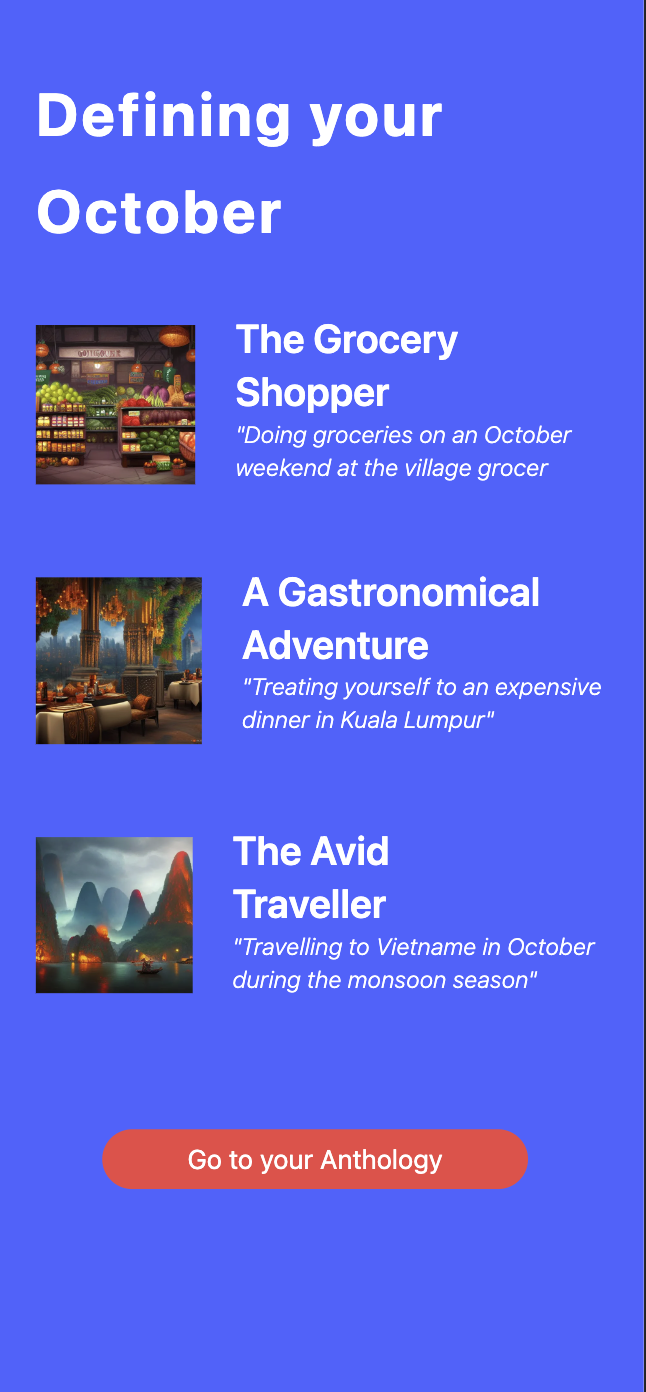 Defining your
October
The Grocery
Shopper
"Doing groceries on an October
weekend at the village grocer
A Gastronomical
Adventure
"Treating yourself to an expensive
dinner in Kuala Lumpur"
The Avid
Traveller
"Travelling to Vietname in October
during the monsoon season"
Go to your Anthology